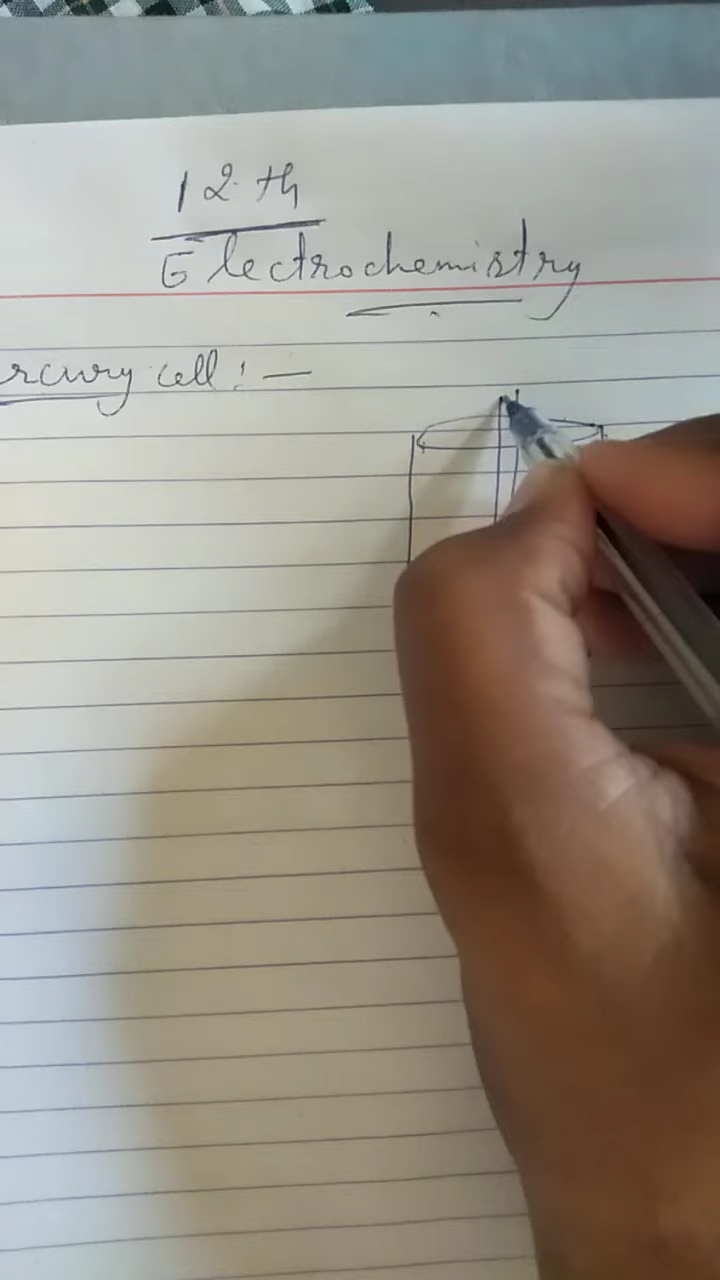 12th
Electrochemistry
rcury cell : —